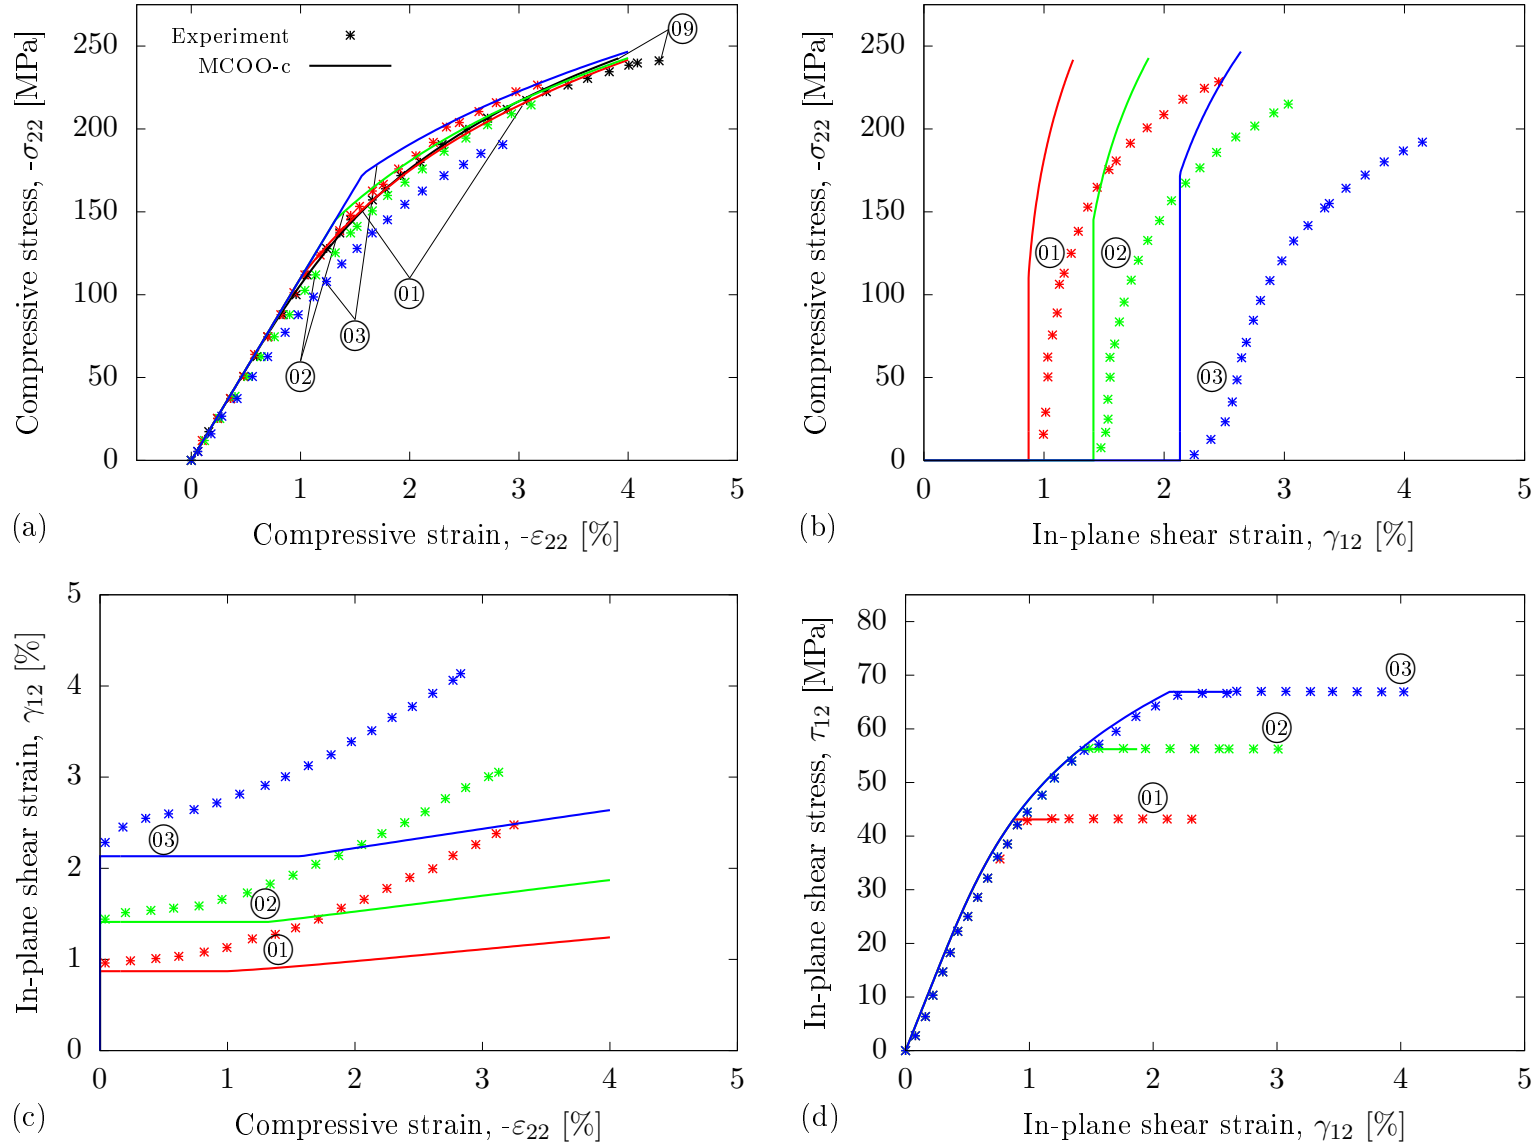 Experiment
MCOO-c
09
01
03
02
250
200
150
100
50
0
0 1 2 3 4 5
Compressive stress, -σ22 [MPa]
Compressive strain, -ε22 [%]
(a)
01
02
03
250
200
150
100
50
0
0 1 2 3 4 5
Compressive stress, -σ22 [MPa]
In-plane shear strain, γ12 [%]
(b)
03
02
01
5
4
3
2
1
0
0 1 2 3 4 5
In-plane shear strain, γ12 [%]
Compressive strain, -ε22 [%]
(c)
03
02
01
80
70
60
50
40
30
20
10
0
0 1 2 3 4 5
In-plane shear stress, τ12 [MPa]
In-plane shear strain, γ12 [%]
(d)